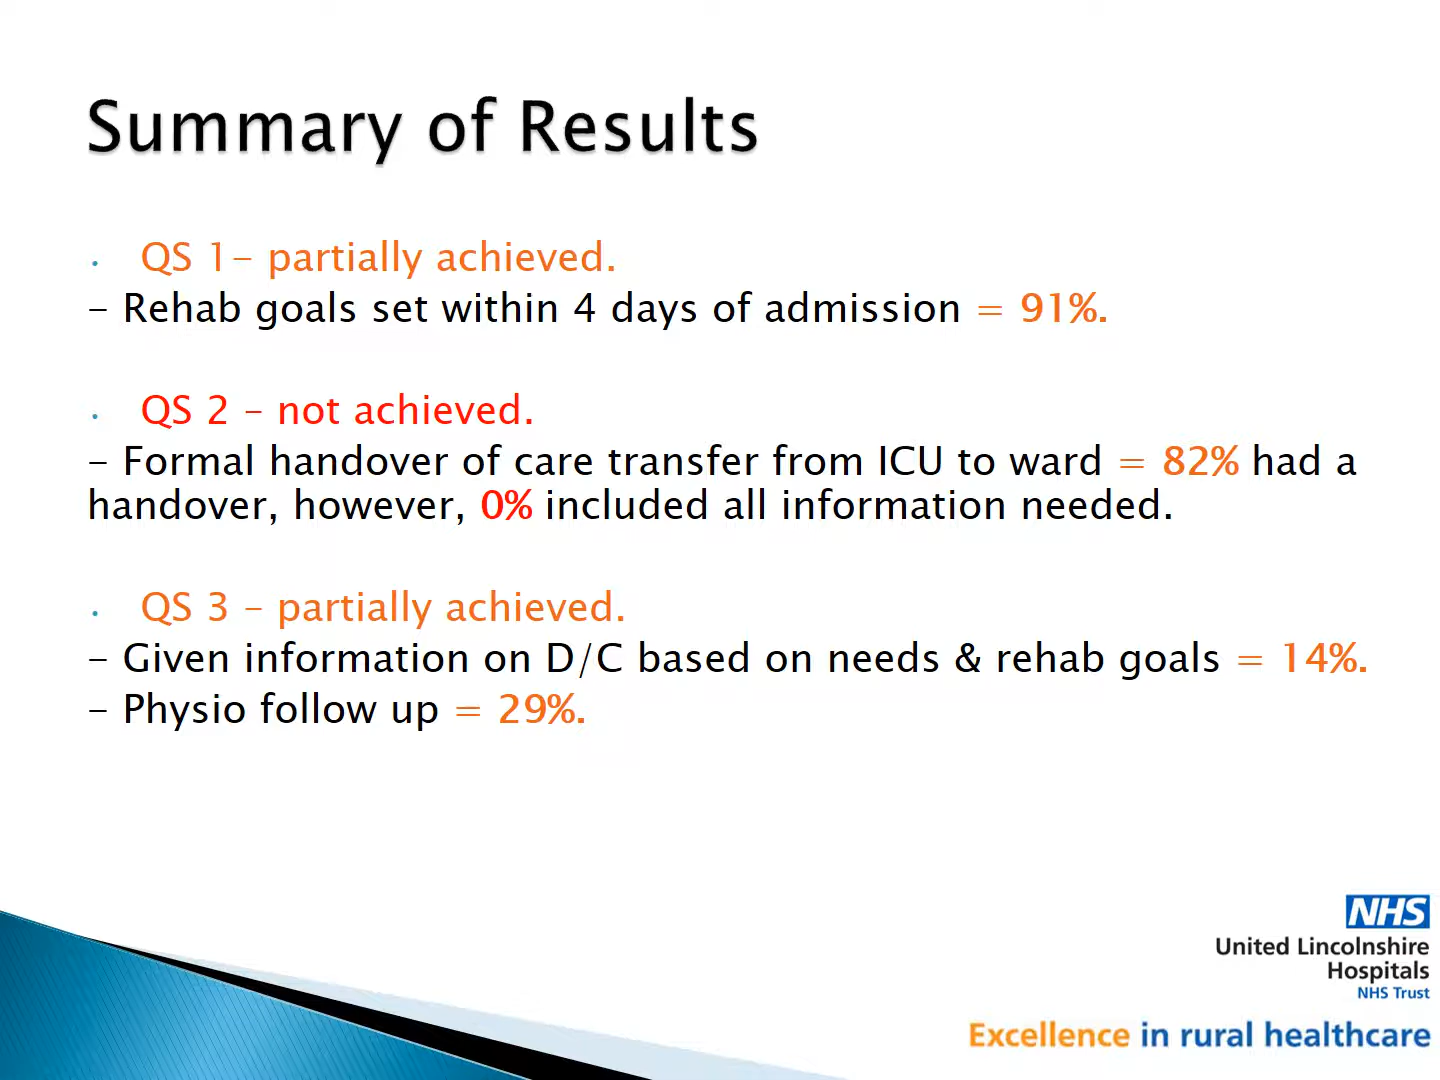 Summary of Results
• QS 1- partially achieved.
- Rehab goals set within 4 days of admission = 91%.
• QS 2 - not achieved.
- Formal handover of care transfer from ICU to ward = 82% had a
handover, however, 0% included all information needed.
• QS 3 - partially achieved.
- Given information on D/C based on needs & rehab goals = 14%.
- Physio follow up = 29%.
NHS
United Lincolnshire
Hospitals
NHS Trust
Excellence in rural healthcare